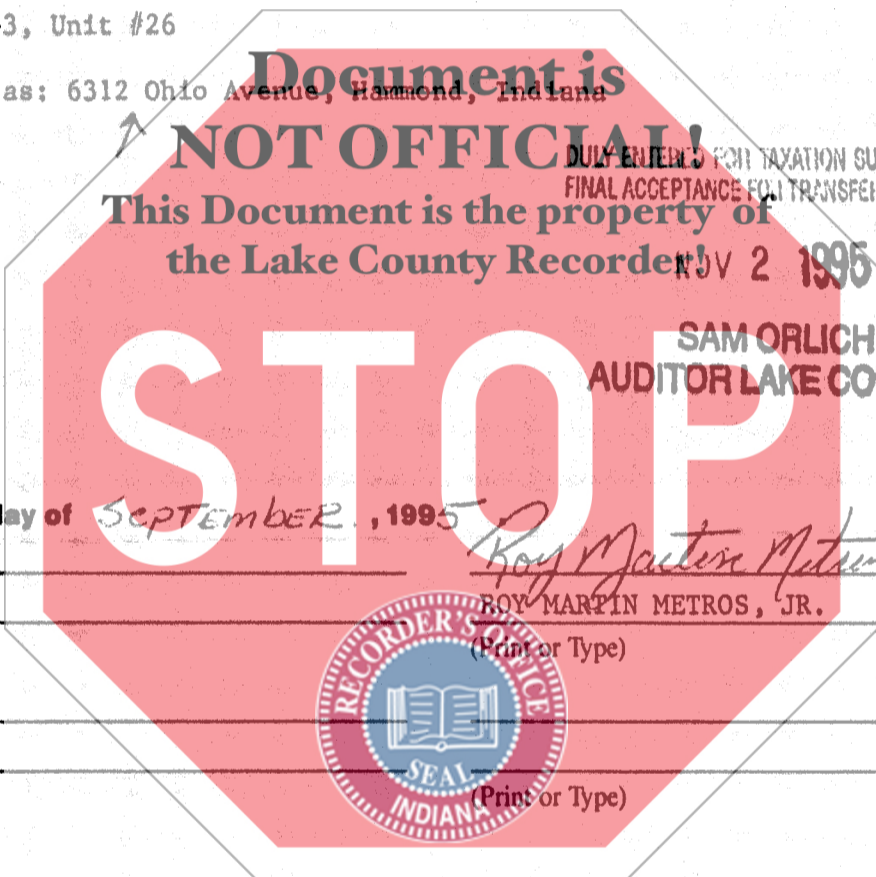 3, Unit #26
as: 6312 Ohio Avenue, Hammond, Indiana
Document is
NOT OFFICIAL!
DULY ENTERED FOR TAXATION SU
FINAL ACCEPTANCE FOR TRANSFER
This Document is the property of
the Lake County Recorder!
NOV 2 1995
SAM ORLICH
AUDITOR LAKE CO
STOP
day of SEPTEMBER, 1995
Roy Martin Metros
ROY MARTIN METROS, JR.
(Print or Type)
RECORDER'S OFFICE
SEAL
INDIANA
(Print or Type)